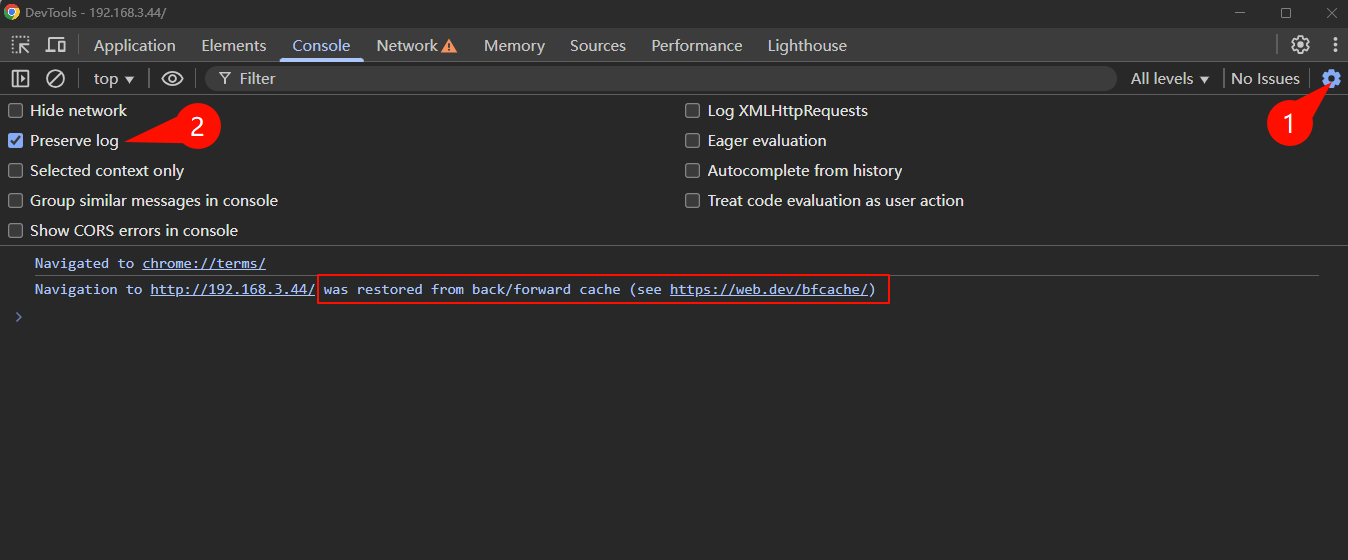 DevTools - 192.168.3.44/
Application Elements Console Network Memory Sources Performance Lighthouse
top Filter All levels No Issues
1
Hide network Log XMLHttpRequests
2
Preserve log Eager evaluation
Selected context only Autocomplete from history
Group similar messages in console Treat code evaluation as user action
Show CORS errors in console
Navigated to chrome://terms/
Navigation to http://192.168.3.44/ was restored from back/forward cache (see https://web.dev/bfcache/)